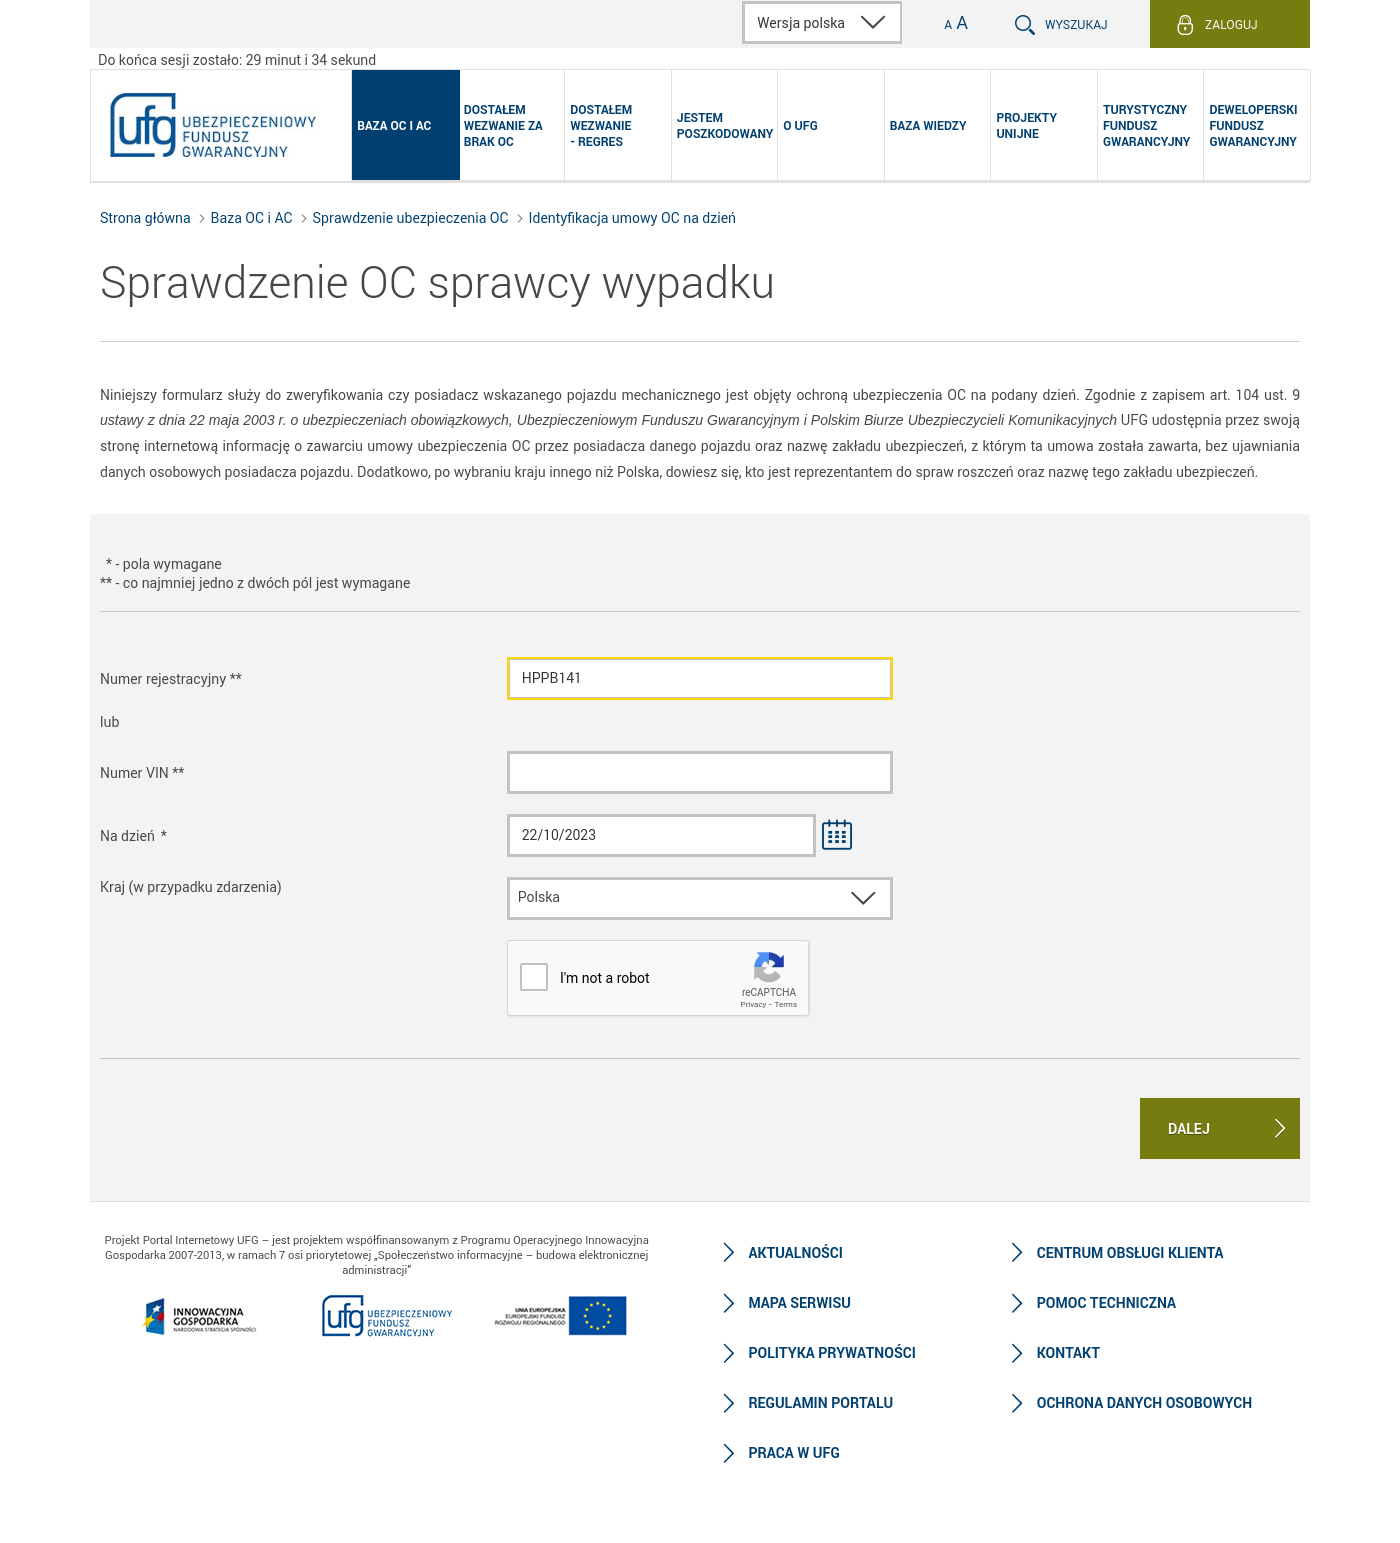 Wersja polska
A A
WYSZUKAJ
ZALOGUJ
Do końca sesji zostało: 29 minut i 34 sekund
ufg UBEZPIECZENIOWY
FUNDUSZ
GWARANCYJNY
BAZA OC I AC
DOSTAŁEM
WEZWANIE ZA
BRAK OC
DOSTAŁEM
WEZWANIE
- REGRES
JESTEM
POSZKODOWANY
O UFG
BAZA WIEDZY
PROJEKTY
UNIJNE
TURYSTYCZNY
FUNDUSZ
GWARANCYJNY
DEWELOPERSKI
FUNDUSZ
GWARANCYJNY
Strona główna > Baza OC i AC > Sprawdzenie ubezpieczenia OC > Identyfikacja umowy OC na dzień
Sprawdzenie OC sprawcy wypadku
Niniejszy formularz służy do zweryfikowania czy posiadacz wskazanego pojazdu mechanicznego jest objęty ochroną ubezpieczenia OC na podany dzień. Zgodnie z zapisem art. 104 ust. 9
ustawy z dnia 22 maja 2003 r. o ubezpieczeniach obowiązkowych, Ubezpieczeniowym Funduszu Gwarancyjnym i Polskim Biurze Ubezpieczycieli Komunikacyjnych UFG udostępnia przez swoją
stronę internetową informację o zawarciu umowy ubezpieczenia OC przez posiadacza danego pojazdu oraz nazwę zakładu ubezpieczeń, z którym ta umowa została zawarta, bez ujawniania
danych osobowych posiadacza pojazdu. Dodatkowo, po wybraniu kraju innego niż Polska, dowiesz się, kto jest reprezentantem do spraw roszczeń oraz nazwę tego zakładu ubezpieczeń.
* - pola wymagane
** - co najmniej jedno z dwóch pól jest wymagane
Numer rejestracyjny **
HPPB141
lub
Numer VIN **
Na dzień *
22/10/2023
Kraj (w przypadku zdarzenia)
Polska
I'm not a robot
reCAPTCHA
Privacy - Terms
DALEJ
Projekt Portal Internetowy UFG – jest projektem współfinansowanym z Programu Operacyjnego Innowacyjna
Gospodarka 2007-2013, w ramach 7 osi priorytetowej „Społeczeństwo informacyjne – budowa elektronicznej
administracji”
INNOWACYJNA
GOSPODARKA
NARODOWA STRATEGIA SPÓJNOŚCI
ufg UBEZPIECZENIOWY
FUNDUSZ
GWARANCYJNY
UNIA EUROPEJSKA
EUROPEJSKI FUNDUSZ
ROZWOJU REGIONALNEGO
AKTUALNOŚCI
MAPA SERWISU
POLITYKA PRYWATNOŚCI
REGULAMIN PORTALU
PRACA W UFG
CENTRUM OBSŁUGI KLIENTA
POMOC TECHNICZNA
KONTAKT
OCHRONA DANYCH OSOBOWYCH